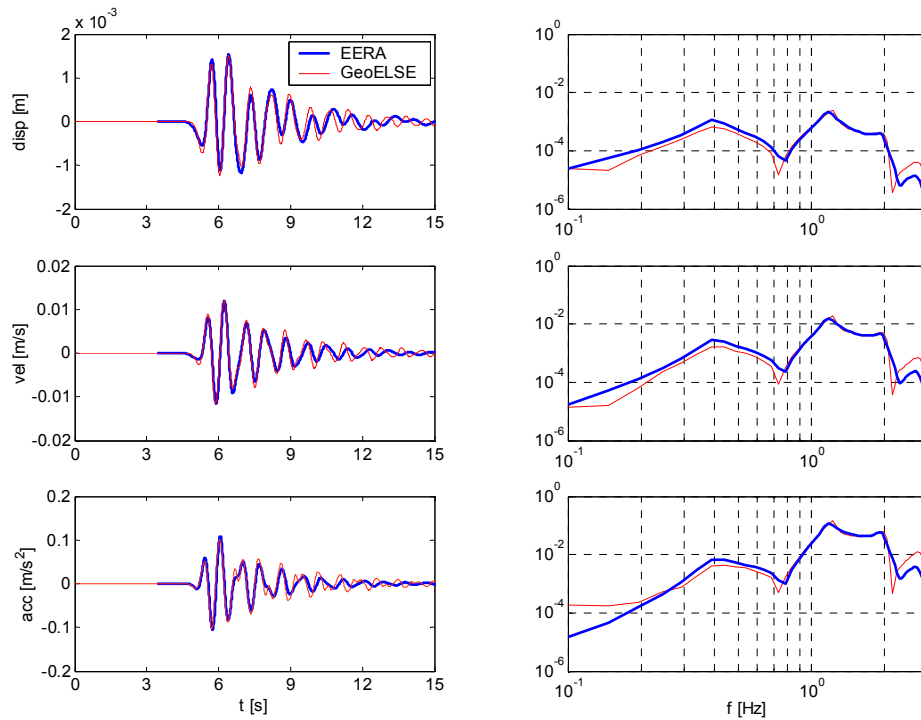 x 10^-3
2
1
0
-1
-2
disp [m]
0 3 6 9 12 15
EERA
GeoELSE
10^0
10^-2
10^-4
10^-6
10^-1 10^0
0.02
0.01
0
-0.01
-0.02
vel [m/s]
0 3 6 9 12 15
10^0
10^-2
10^-4
10^-6
10^-1 10^0
0.2
0.1
0
-0.1
-0.2
acc [m/s^2]
0 3 6 9 12 15
t [s]
10^0
10^-2
10^-4
10^-6
10^-1 10^0
f [Hz]